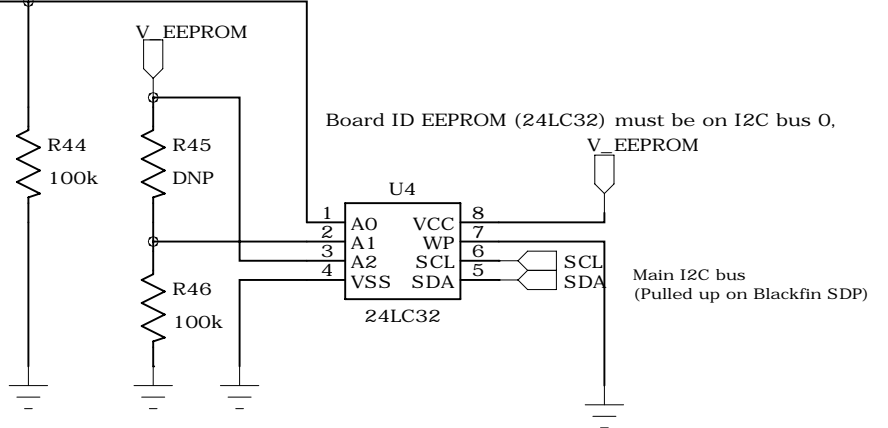 V_EEPROM
Board ID EEPROM (24LC32) must be on I2C bus 0,
R44
100k
R45
DNP
V_EEPROM
U4
1
2
3
4
A0
A1
A2
VSS
VCC
WP
SCL
SDA
8
7
6
5
SCL
SDA
24LC32
R46
100k
Main I2C bus
(Pulled up on Blackfin SDP)